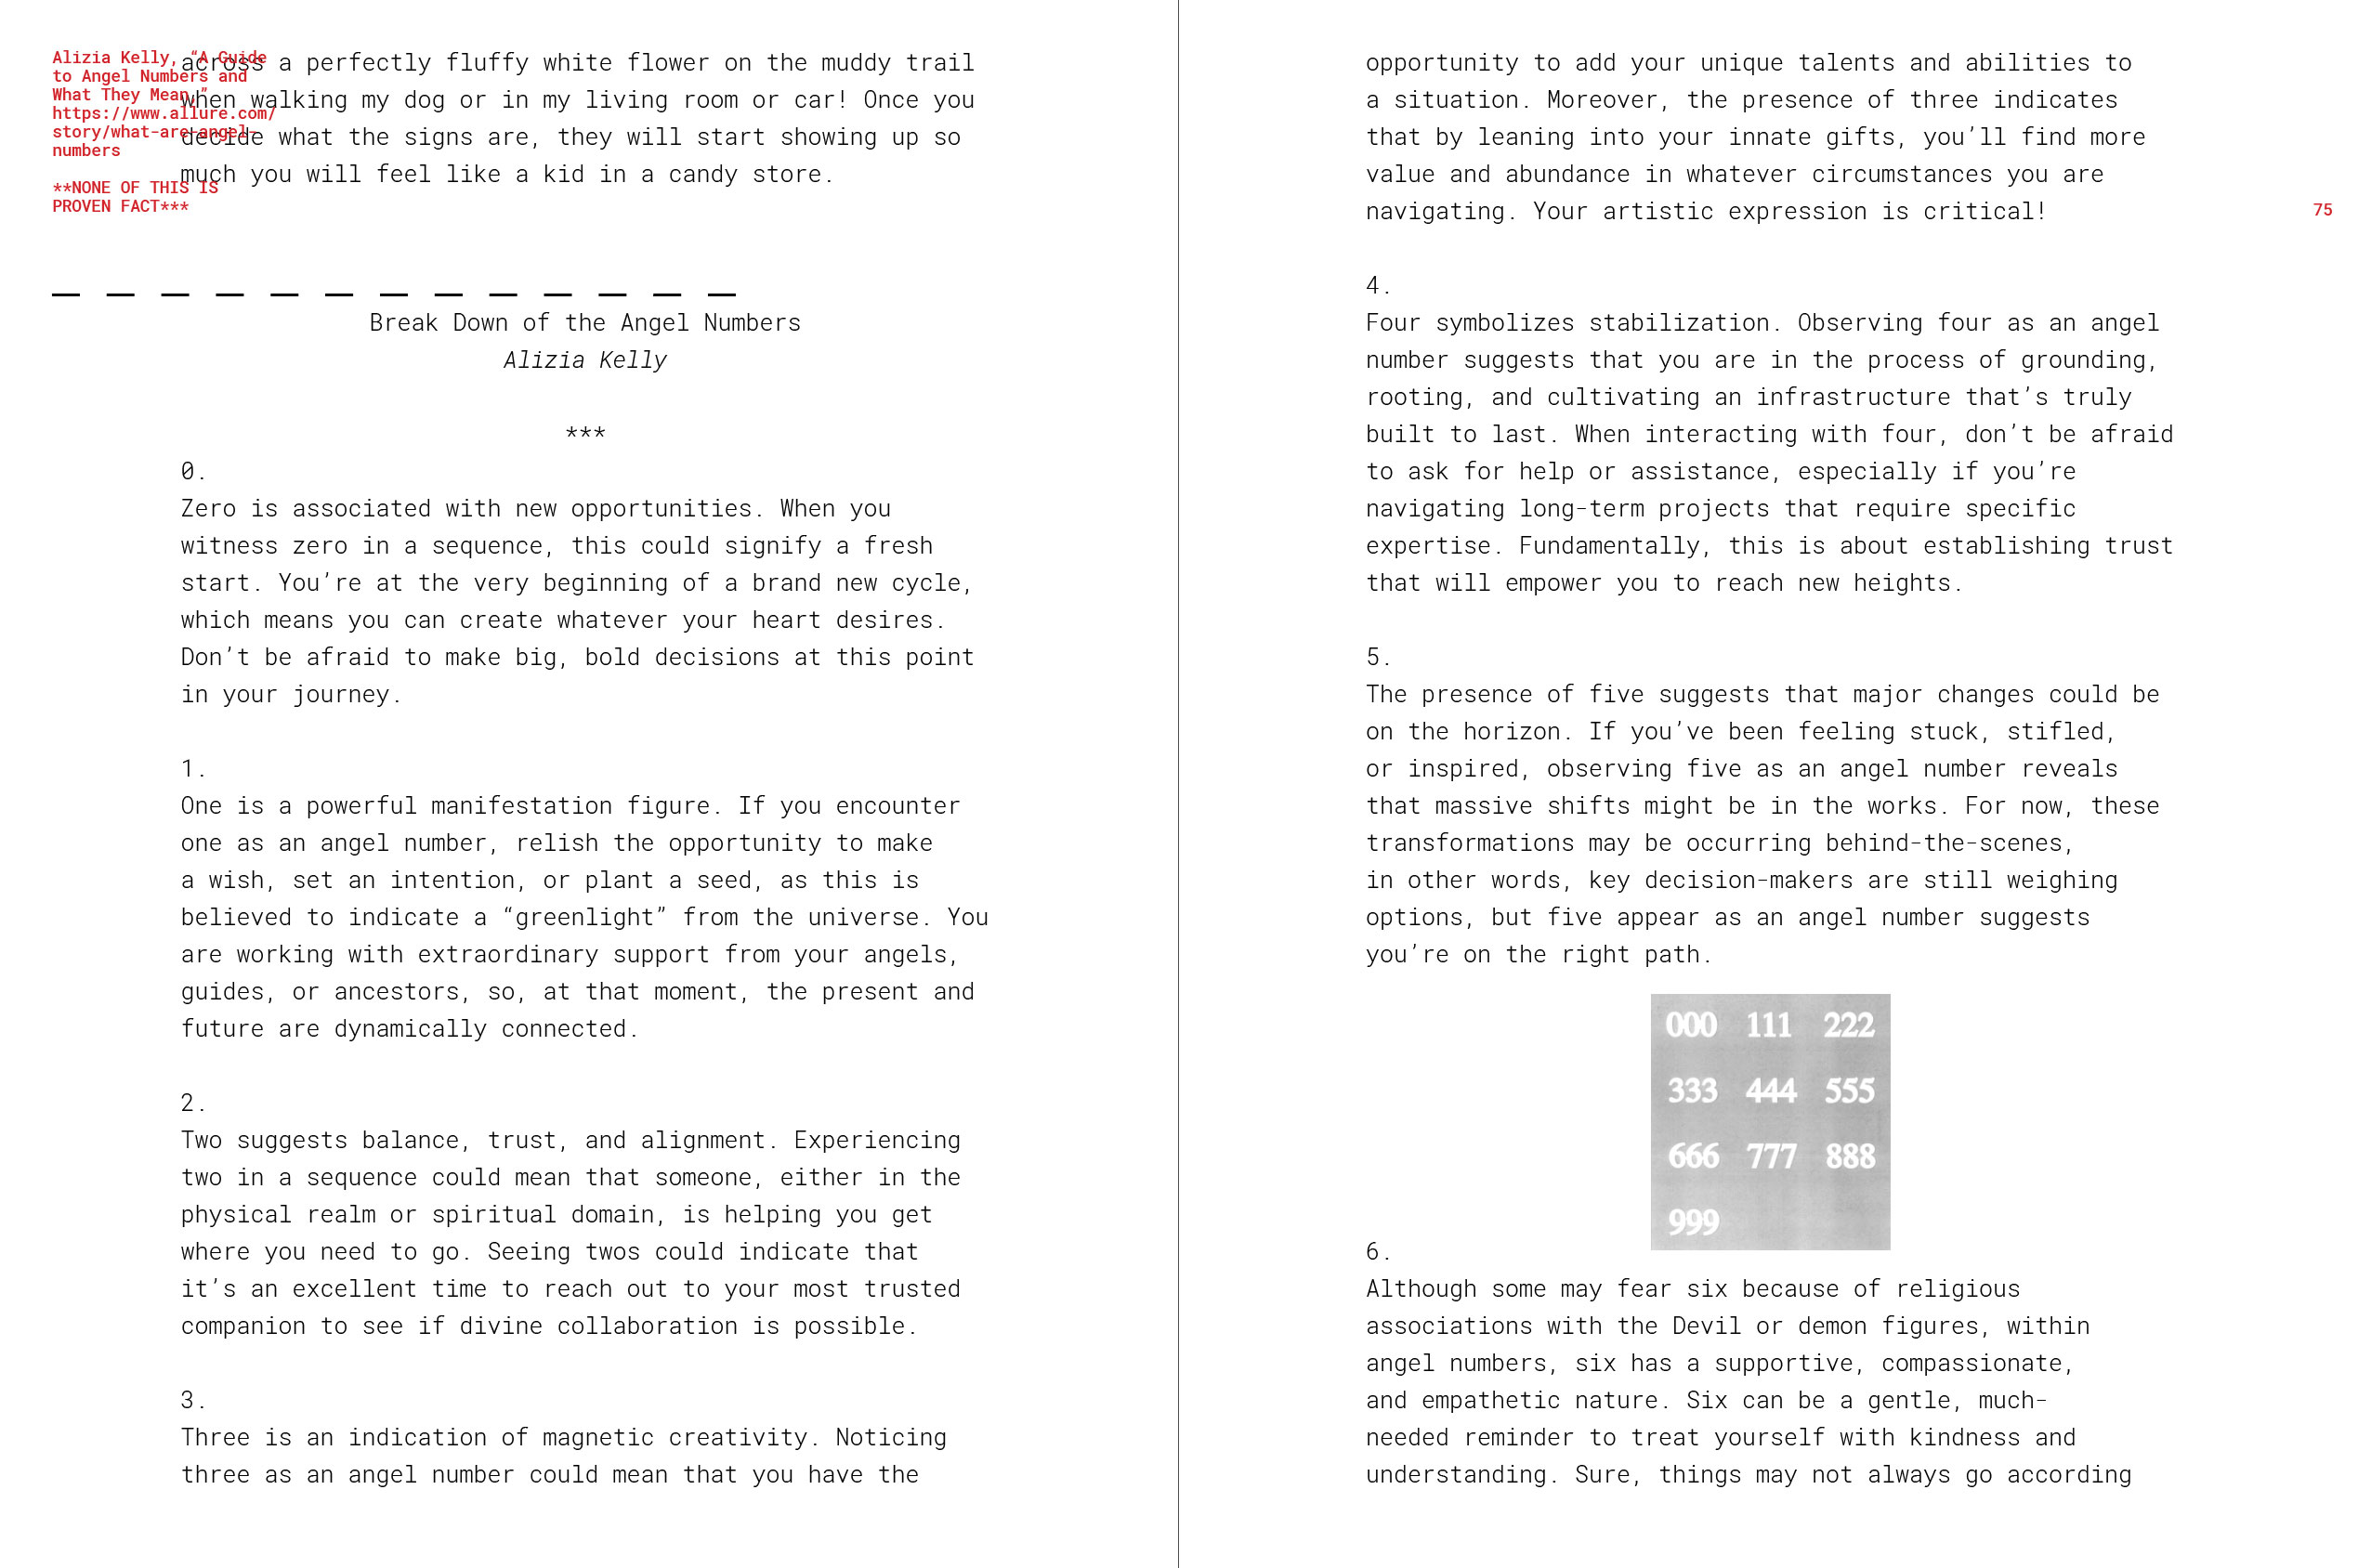 Alizia Kelly, “A Guide
to Angel Numbers and
What They Mean,”
https://www.allure.com/
story/what-are-angel-
numbers
**NONE OF THIS IS
PROVEN FACT***
across a perfectly fluffy white flower on the muddy trail
when walking my dog or in my living room or car! Once you
decide what the signs are, they will start showing up so
much you will feel like a kid in a candy store.
Break Down of the Angel Numbers
Alizia Kelly
***
0.
Zero is associated with new opportunities. When you
witness zero in a sequence, this could signify a fresh
start. You’re at the very beginning of a brand new cycle,
which means you can create whatever your heart desires.
Don’t be afraid to make big, bold decisions at this point
in your journey.
1.
One is a powerful manifestation figure. If you encounter
one as an angel number, relish the opportunity to make
a wish, set an intention, or plant a seed, as this is
believed to indicate a “greenlight” from the universe. You
are working with extraordinary support from your angels,
guides, or ancestors, so, at that moment, the present and
future are dynamically connected.
2.
Two suggests balance, trust, and alignment. Experiencing
two in a sequence could mean that someone, either in the
physical realm or spiritual domain, is helping you get
where you need to go. Seeing twos could indicate that
it’s an excellent time to reach out to your most trusted
companion to see if divine collaboration is possible.
3.
Three is an indication of magnetic creativity. Noticing
three as an angel number could mean that you have the
opportunity to add your unique talents and abilities to
a situation. Moreover, the presence of three indicates
that by leaning into your innate gifts, you’ll find more
value and abundance in whatever circumstances you are
navigating. Your artistic expression is critical!
75
4.
Four symbolizes stabilization. Observing four as an angel
number suggests that you are in the process of grounding,
rooting, and cultivating an infrastructure that’s truly
built to last. When interacting with four, don’t be afraid
to ask for help or assistance, especially if you’re
navigating long-term projects that require specific
expertise. Fundamentally, this is about establishing trust
that will empower you to reach new heights.
5.
The presence of five suggests that major changes could be
on the horizon. If you’ve been feeling stuck, stifled,
or inspired, observing five as an angel number reveals
that massive shifts might be in the works. For now, these
transformations may be occurring behind-the-scenes,
in other words, key decision-makers are still weighing
options, but five appear as an angel number suggests
you’re on the right path.
000 111 222
333 444 555
666 777 888
999
6.
Although some may fear six because of religious
associations with the Devil or demon figures, within
angel numbers, six has a supportive, compassionate,
and empathetic nature. Six can be a gentle, much-
needed reminder to treat yourself with kindness and
understanding. Sure, things may not always go according